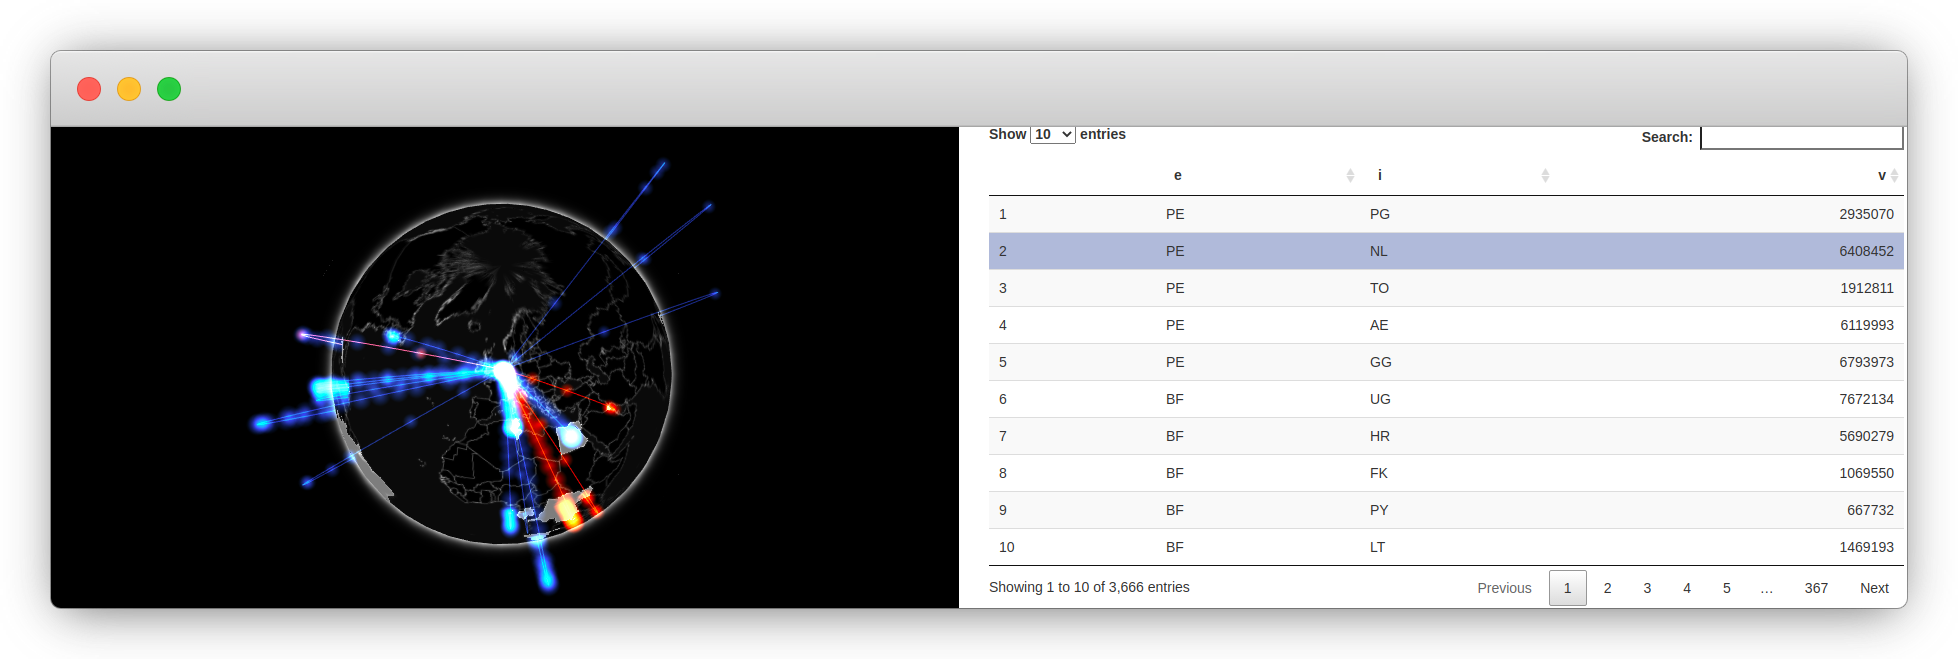 Show 10 entries Search:
e i v
1 PE PG 2935070
2 PE NL 6408452
3 PE TO 1912811
4 PE AE 6119993
5 PE GG 6793973
6 BF UG 7672134
7 BF HR 5690279
8 BF FK 1069550
9 BF PY 667732
10 BF LT 1469193
Showing 1 to 10 of 3,666 entries Previous 1 2 3 4 5 … 367 Next